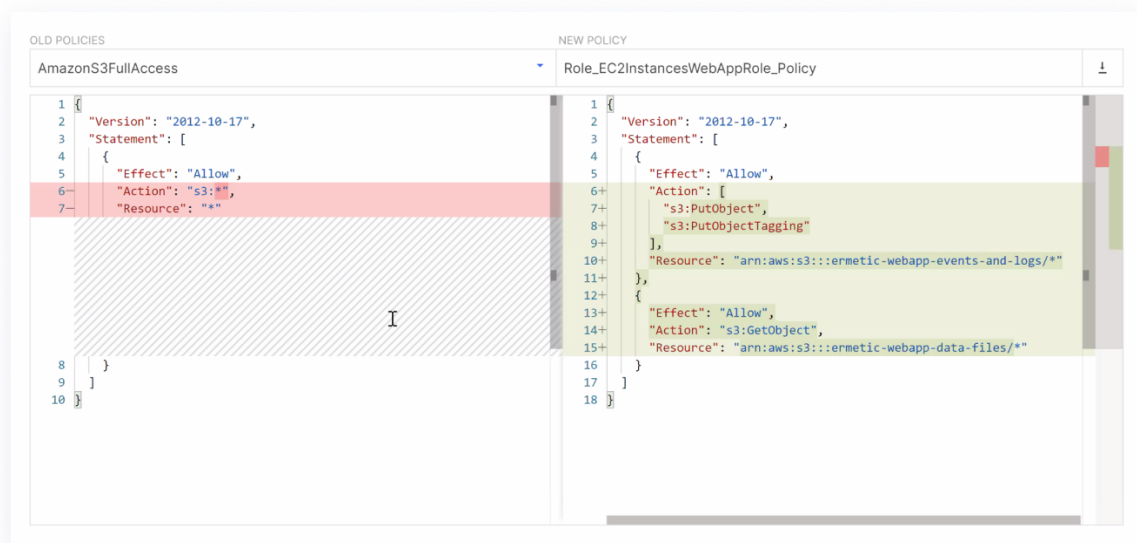 OLD POLICIES
NEW POLICY
AmazonS3FullAccess
Role_EC2InstancesWebAppRole_Policy
1 {
2 "Version": "2012-10-17",
3 "Statement": [
4 {
5 "Effect": "Allow",
6— "Action": "s3:*",
7— "Resource": "*"
8 }
9 ]
10 }
1 {
2 "Version": "2012-10-17",
3 "Statement": [
4 {
5 "Effect": "Allow",
6+ "Action": [
7+ "s3:PutObject",
8+ "s3:PutObjectTagging"
9+ ],
10+ "Resource": "arn:aws:s3:::ermetic-webapp-events-and-logs/*"
11+ },
12+ {
13+ "Effect": "Allow",
14+ "Action": "s3:GetObject",
15+ "Resource": "arn:aws:s3:::ermetic-webapp-data-files/*"
16 }
17 ]
18 }